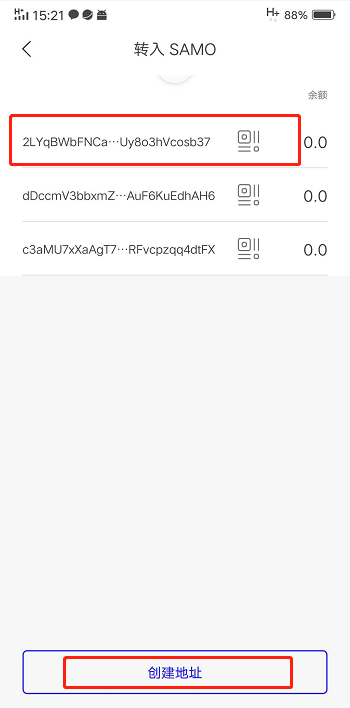 H+ 15:21 H+ 88%
转入 SAMO
余额
2LYqBWbFNCa···Uy8o3hVcosb37 0.0
dDccmV3bbxmZ···AuF6KuEdhAH6 0.0
c3aMU7xXaAgT7···RFvcpzqq4dtFX 0.0
创建地址